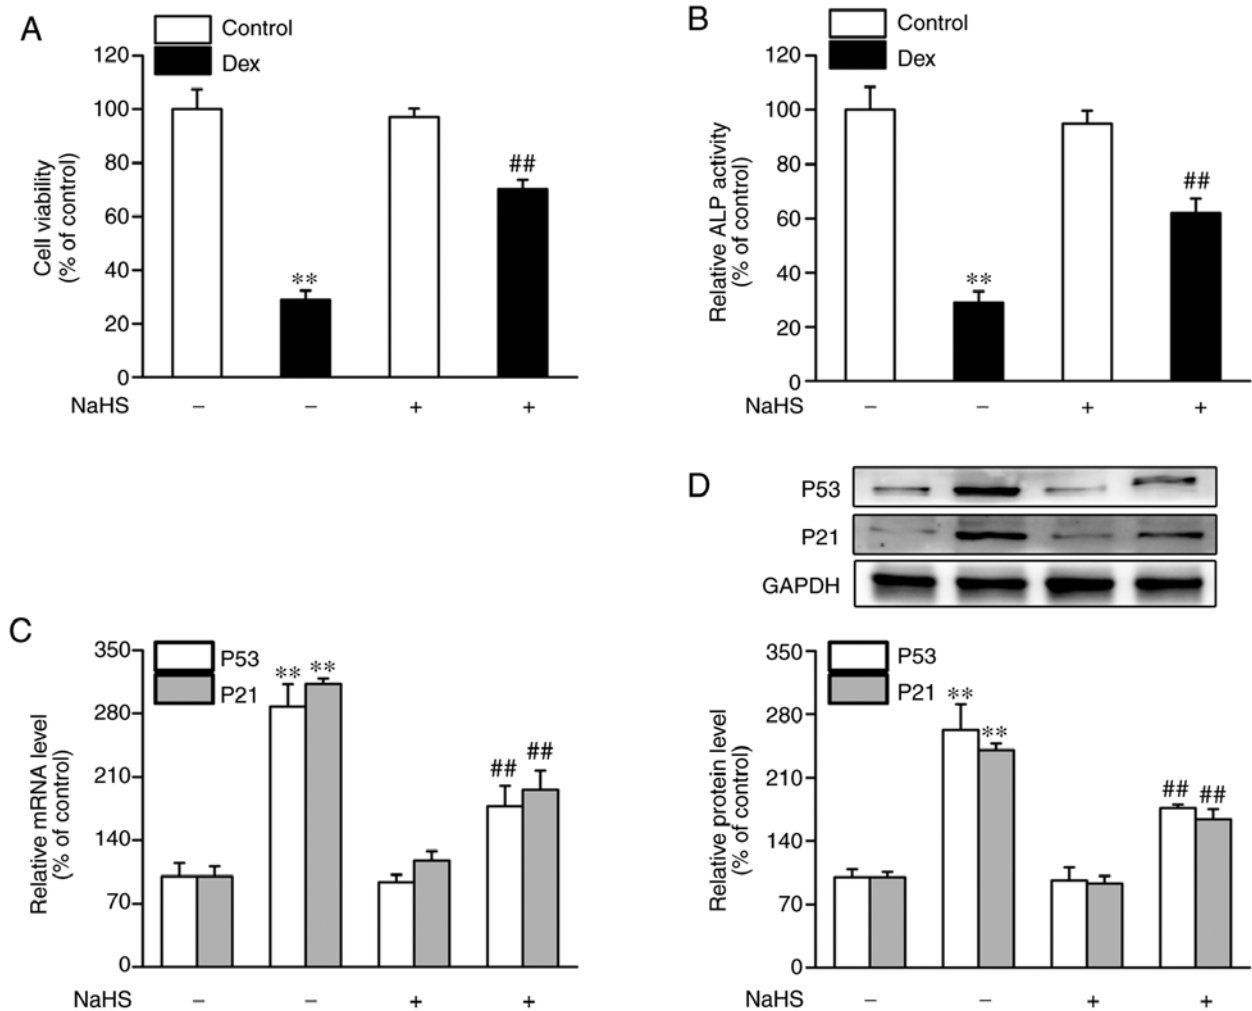 A
Control
Dex
120
100
80
60
40
20
0
Cell viability
(% of control)
**
##
NaHS – – + +
B
Control
Dex
120
100
80
60
40
20
0
Relative ALP activity
(% of control)
**
##
NaHS – – + +
C
P53
P21
350
280
210
140
70
0
Relative mRNA level
(% of control)
** **
## ##
NaHS – – + +
D
P53
P21
GAPDH
P53
P21
350
280
210
140
70
0
Relative protein level
(% of control)
**
**
## ##
NaHS – – + +